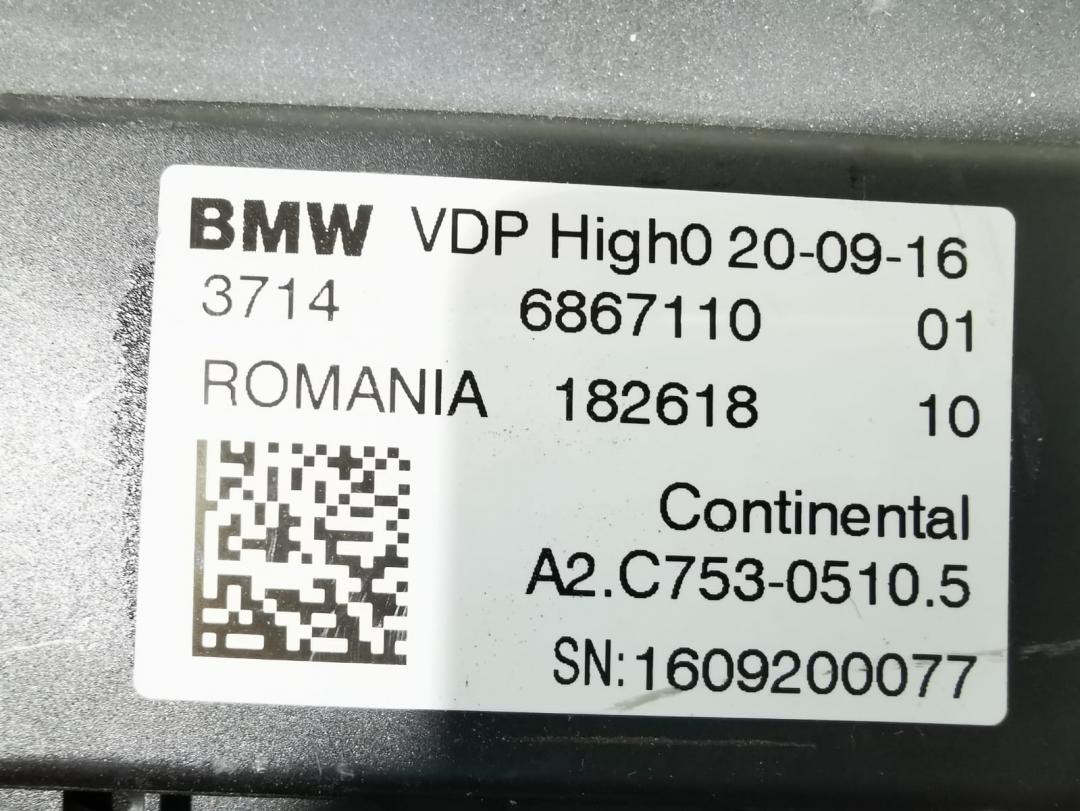 BMW VDP High0 20-09-16
3714 6867110 01
ROMANIA 182618 10
Continental
A2.C753-0510.5
SN:1609200077